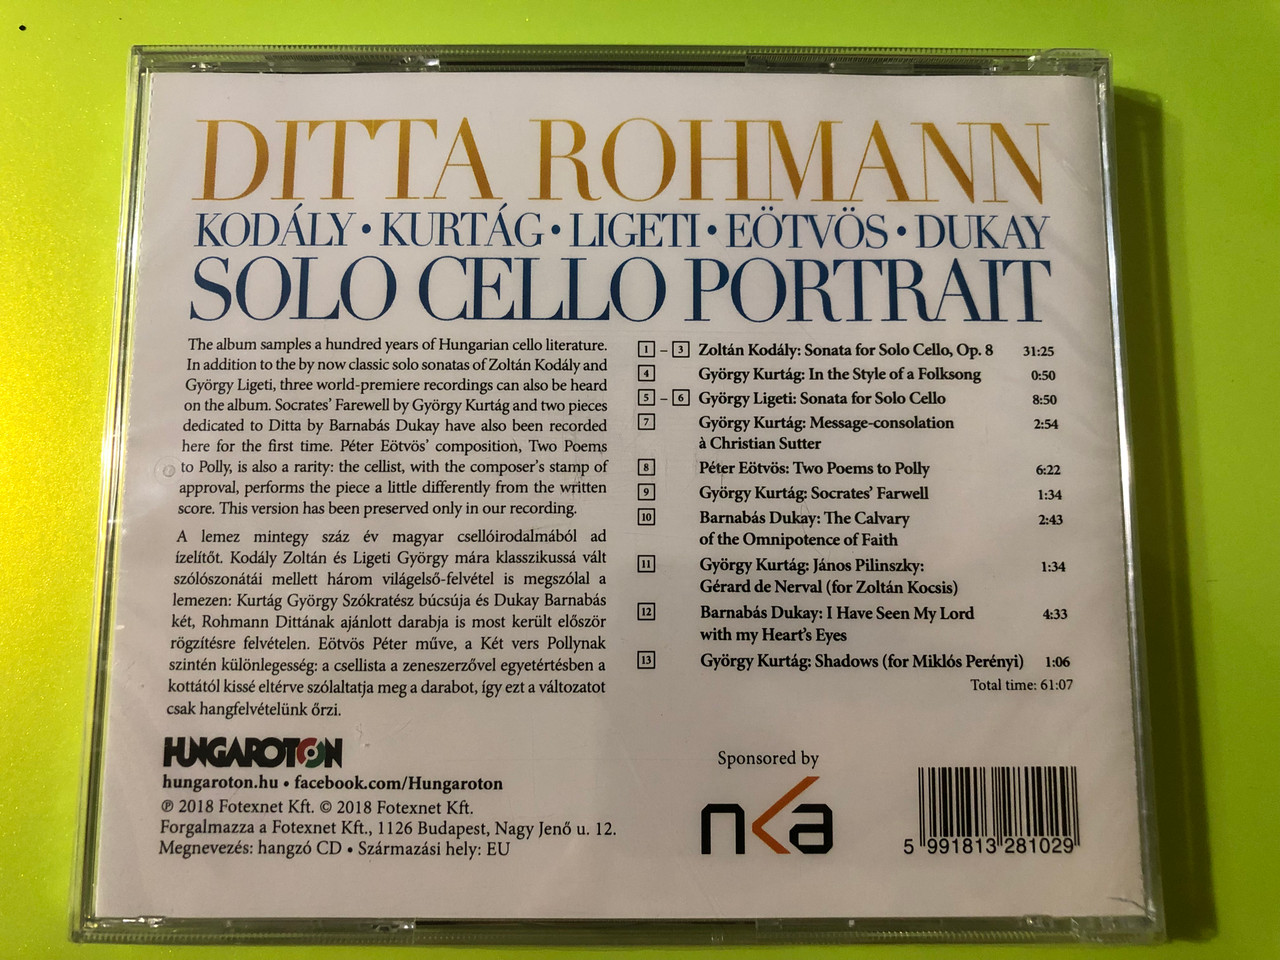 DITTA ROHMANN
KODÁLY • KURTÁG • LIGETI • EÖTVÖS • DUKAY
SOLO CELLO PORTRAIT
The album samples a hundred years of Hungarian cello literature.
In addition to the by now classic solo sonatas of Zoltán Kodály and
György Ligeti, three world-premiere recordings can also be heard
on the album. Socrates' Farewell by György Kurtág and two pieces
dedicated to Ditta by Barnabás Dukay have also been recorded
here for the first time. Péter Eötvös' composition, Two Poems
to Polly, is also a rarity: the cellist, with the composer's stamp of
approval, performs the piece a little differently from the written
score. This version has been preserved only in our recording.
A lemez mintegy száz év magyar csellóirodalmából ad
ízelítőt. Kodály Zoltán és Ligeti György mára klasszikussá vált
szólószonátái mellett három világelső-felvétel is megszólal a
lemezen: Kurtág György Szókratész búcsúja és Dukay Barnabás
két, Rohmann Dittának ajánlott darabja is most került először
rögzítésre felvételen. Eötvös Péter műve, a Két vers Pollynak
szintén különlegesség: a csellista a zeneszerzővel egyetértésben a
kottától kissé eltérve szólaltatja meg a darabot, így ezt a változatot
csak hangfelvételünk őrzi.
1 – 3 Zoltán Kodály: Sonata for Solo Cello, Op. 8 31:25
4 György Kurtág: In the Style of a Folksong 0:50
5 – 6 György Ligeti: Sonata for Solo Cello 8:50
7 György Kurtág: Message-consolation 2:54
à Christian Sutter
8 Péter Eötvös: Two Poems to Polly 6:22
9 György Kurtág: Socrates' Farwell 1:34
10 Barnabás Dukay: The Calvary 2:43
of the Omnipotence of Faith
11 György Kurtág: János Pilinszky: 1:34
Gérard de Nerval (for Zoltán Kocsis)
12 Barnabás Dukay: I Have Seen My Lord 4:33
with my Heart's Eyes
13 György Kurtág: Shadows (for Miklós Perényi) 1:06
Total time: 61:07
HUNGAROTON
hungaroton.hu • facebook.com/Hungaroton
℗ 2018 Fotexnet Kft. © 2018 Fotexnet Kft.
Forgalmazza a Fotexnet Kft., 1126 Budapest, Nagy Jenő u. 12.
Megnevezés: hangzó CD • Származási hely: EU
Sponsored by
nka
5 991813 281029